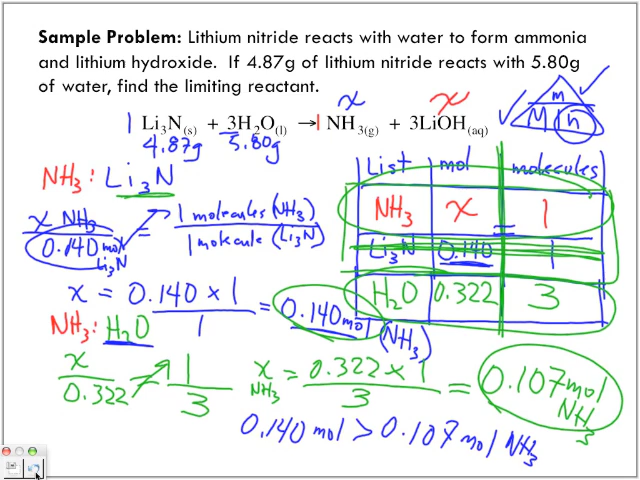 Sample Problem: Lithium nitride reacts with water to form ammonia
and lithium hydroxide. If 4.87g of lithium nitride reacts with 5.80g
of water, find the limiting reactant.
x x
1 Li₃N(s) + 3H₂O(l) → 1 NH₃(g) + 3LiOH(aq)
4.87g 5.80g
m
M n
NH₃ : Li₃N
List mol molecules
NH₃ x 1
Li₃N 0.140 1
H₂O 0.322 3
x NH₃ / 0.140 mol Li₃N = 1 molecules (NH₃) / 1 molecule (Li₃N)
x = 0.140 x 1 / 1 = 0.140 mol (NH₃)
NH₃ : H₂O
x / 0.322 = 1 / 3
x NH₃ = 0.322 x 1 / 3 = 0.107 mol NH₃
0.140 mol > 0.107 mol NH₃